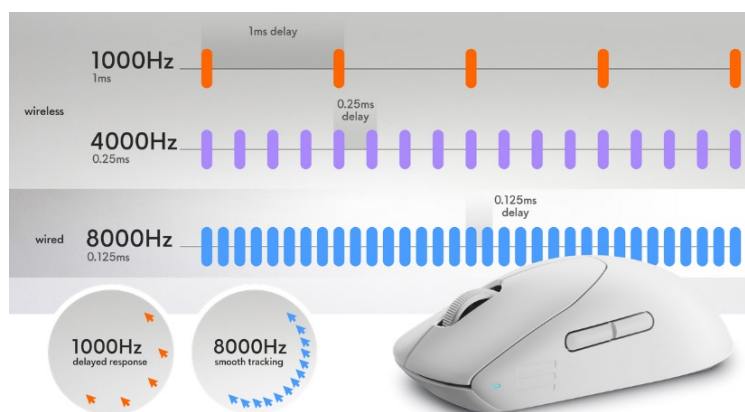 1ms delay
1000Hz
1ms
wireless
0.25ms
delay
4000Hz
0.25ms
0.125ms
delay
wired
8000Hz
0.125ms
1000Hz
delayed response
8000Hz
smooth tracking